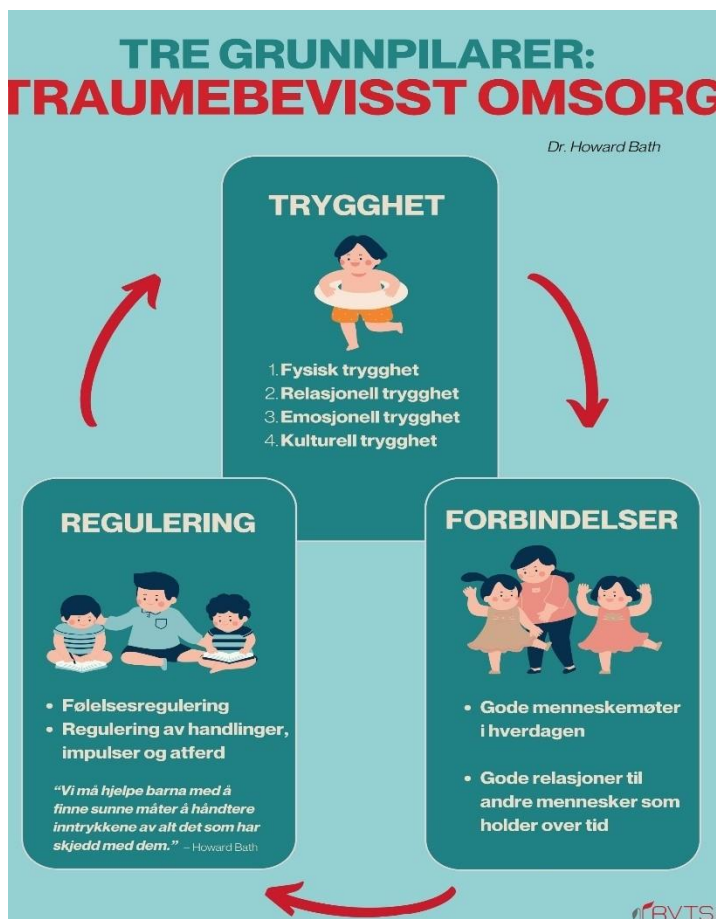 TRE GRUNNPILARER:
TRAUMEBEVISST OMSORG
Dr. Howard Bath
TRYGGHET
1. Fysisk trygghet
2. Relasjonell trygghet
3. Emosjonell trygghet
4. Kulturell trygghet
REGULERING
• Følelsesregulering
• Regulering av handlinger,
impulser og atferd
“Vi må hjelpe barna med å
finne sunne måter å håndtere
inntrykkene av alt det som har
skjedd med dem.” – Howard Bath
FORBINDELSER
• Gode menneskemøter
i hverdagen
• Gode relasjoner til
andre mennesker som
holder over tid
RVTS